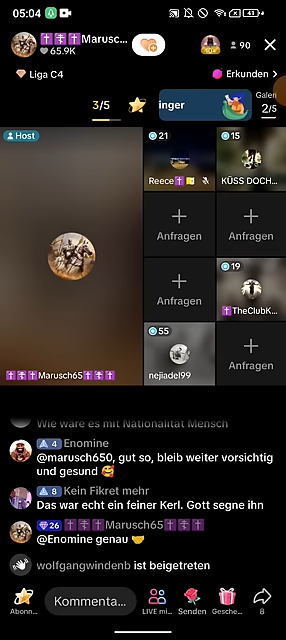 05:04
41
✝️☦️✝️Marusc...
65.9K
90
Liga C4
Erkunden >
3/5
inger
Galeri
2/5
Host
21
15
Reece✝️
KÜSS DOCH...
+
Anfragen
+
Anfragen
+
Anfragen
19
✝️TheClubK...
55
nejiadel99
+
Anfragen
✝️☦️✝️Marusch65✝️✝️✝️
Wie wäre es mit Nationalität Mensch
4 Enomine
@marusch650, gut so, bleib weiter vorsichtig
und gesund 🥰
8 Kein Fikret mehr
Das war echt ein feiner Kerl. Gott segne ihn
26 ✝️☦️✝️Marusch65✝️☦️✝️
@Enomine genau 🤝
wolfgangwindenb ist beigetreten
Abonn...
Kommenta...
LIVE mi...
Senden
Gesche...
8